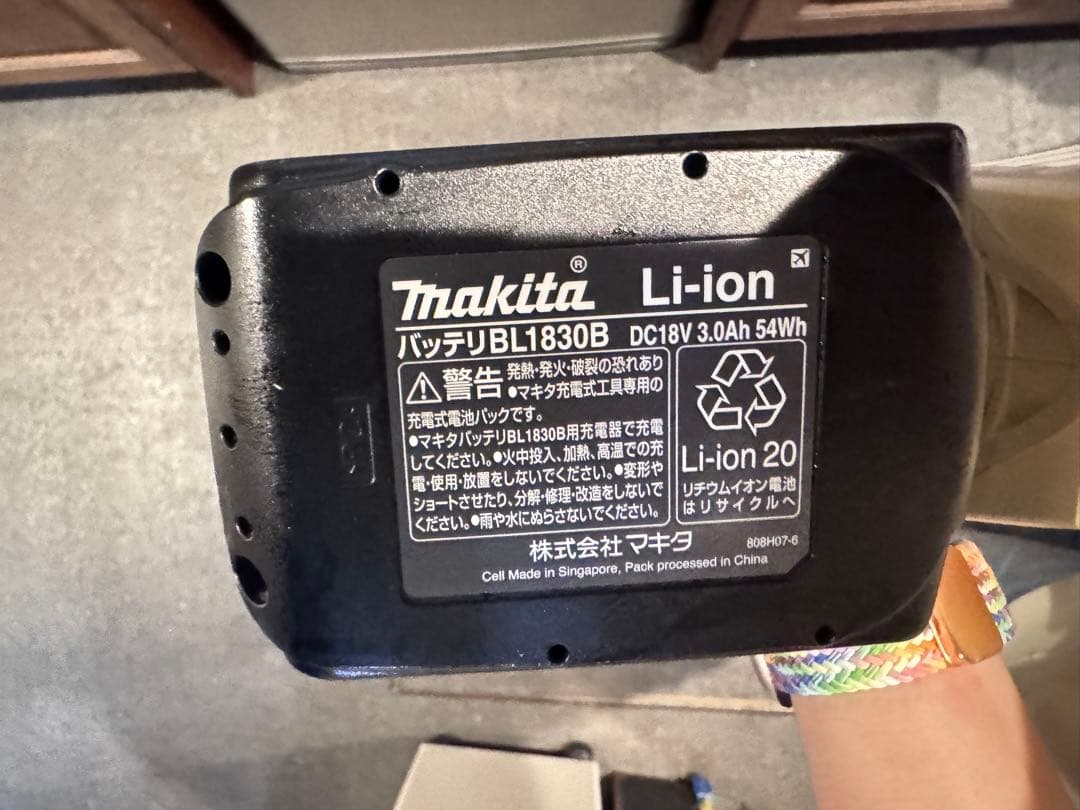 makita® Li-ion
バッテリBL1830B DC18V 3.0Ah 54Wh
警告 発熱・発火・破裂の恐れあり
●マキタ充電式工具専用の
充電式電池パックです。
●マキタバッテリBL1830B用充電器で充電
してください。●火中投入、加熱、高温での充
電・使用・放置をしないでください。●変形や
ショートさせたり、分解・修理・改造をしないで
ください。●雨や水にぬらさないでください。
Li-ion 20
リチウムイオン電池
はリサイクルへ
株式会社 マキタ 808H07-6
Cell Made in Singapore, Pack processed in China